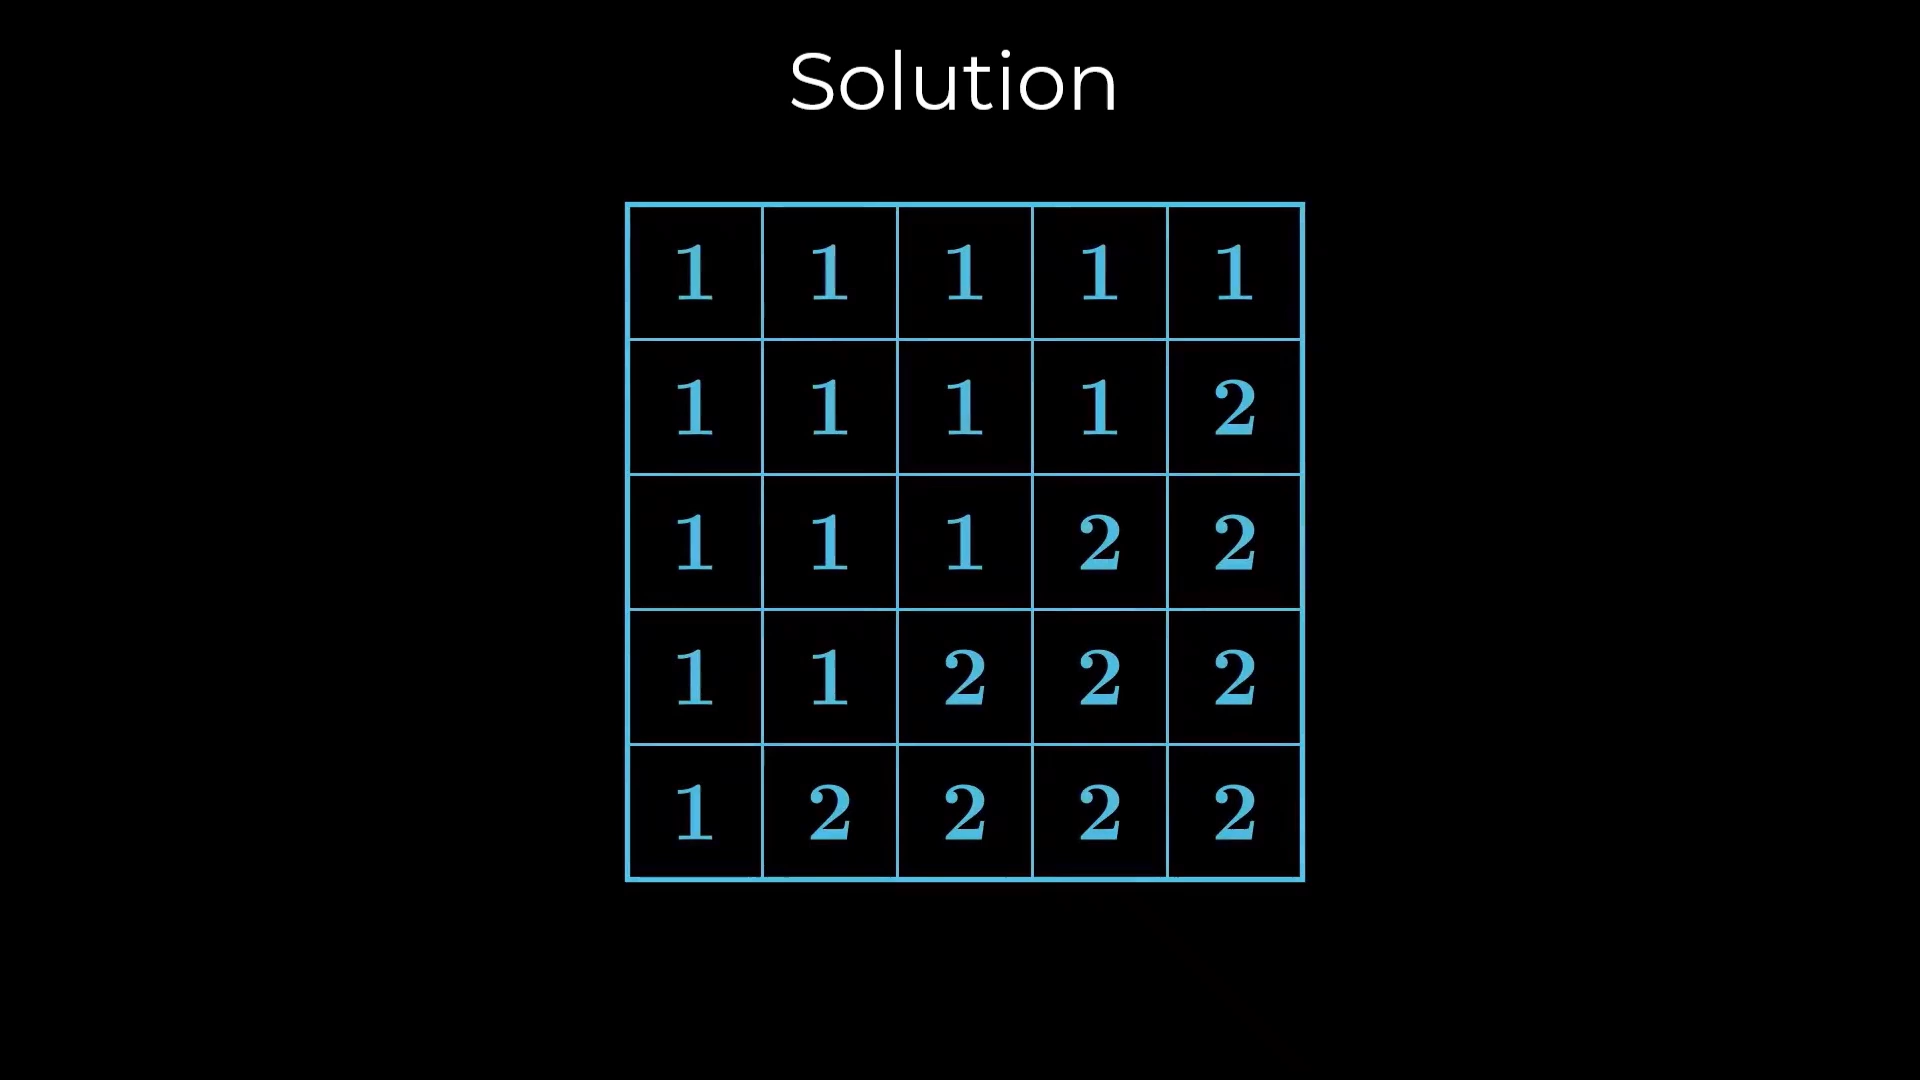 Solution
1 1 1 1 1
1 1 1 1 2
1 1 1 2 2
1 1 2 2 2
1 2 2 2 2